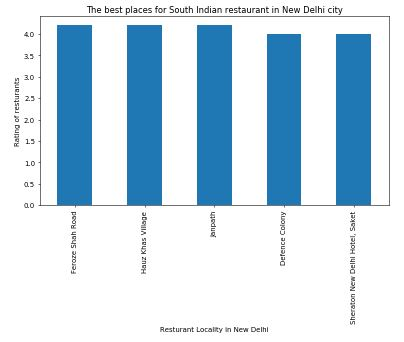 The best places for South Indian restaurant in New Delhi city
Rating of resturants
4.0
3.5
3.0
2.5
2.0
1.5
1.0
0.5
0.0
Feroze Shah Road
Hauz Khas Village
Janpath
Defence Colony
Sheraton New Delhi Hotel, Saket
Resturant Locality in New Delhi